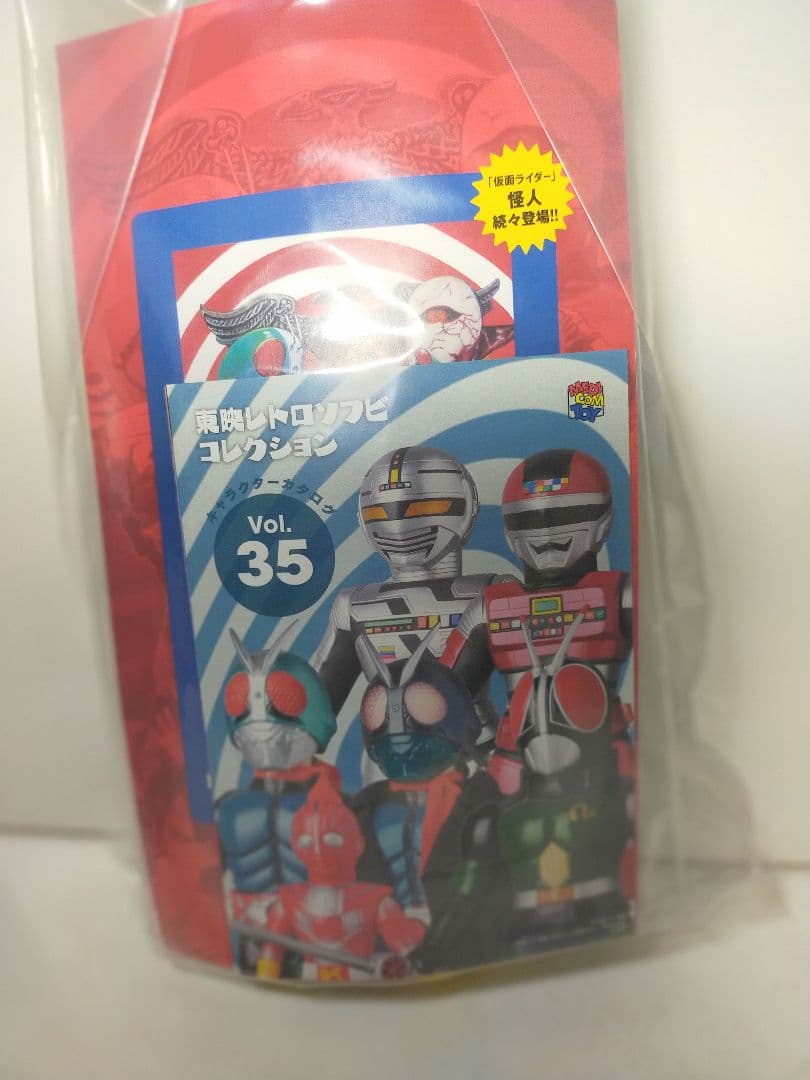 「仮面ライダー」
怪人
続々登場!!
東映レトロソフビ
コレクション
MEDI
COM
TOY
キャラクターカタログ
Vol.
35